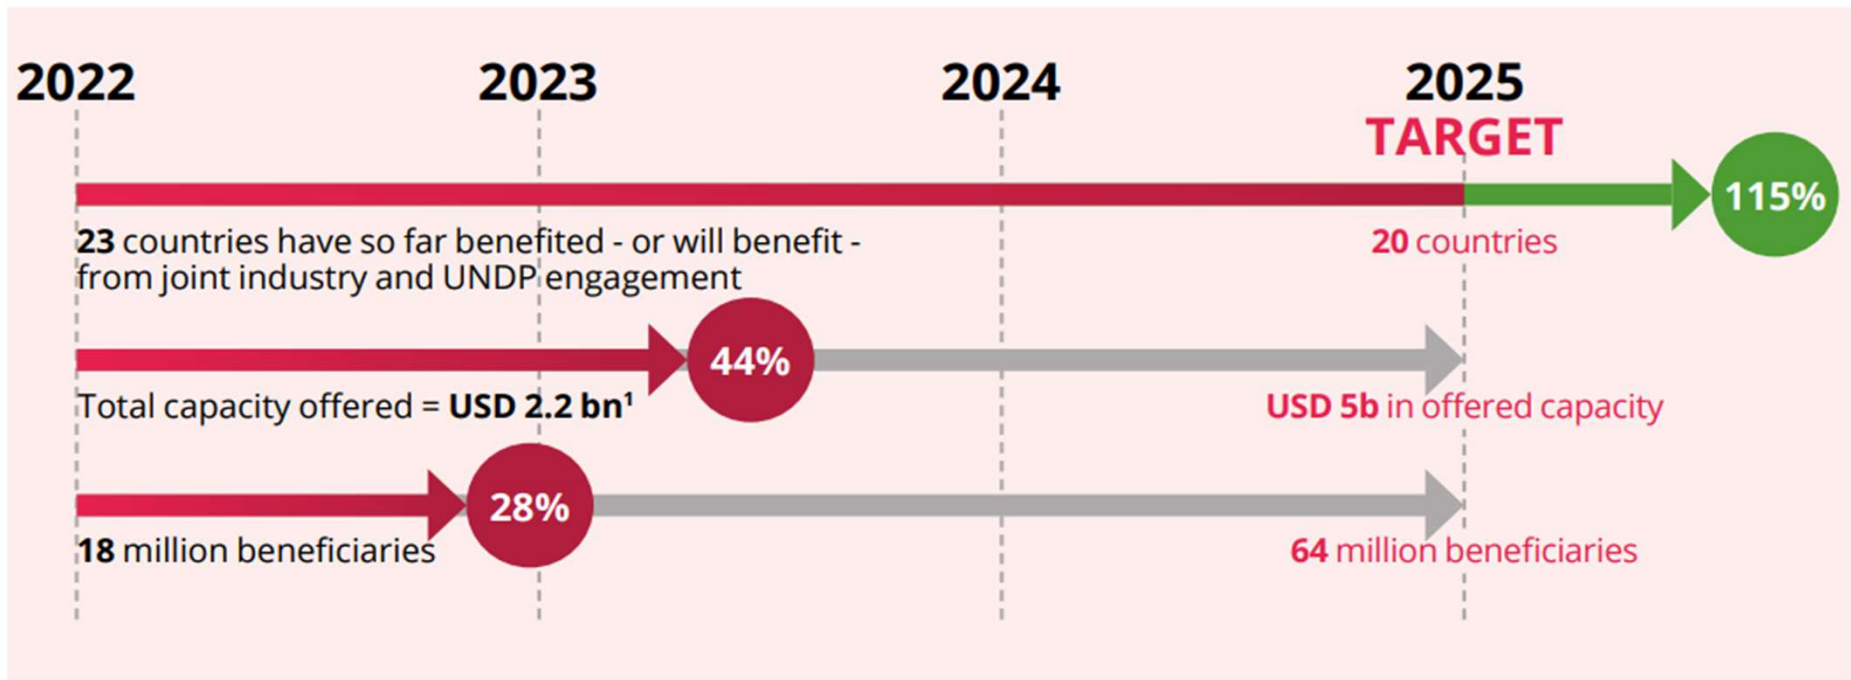 2022 2023 2024 2025
TARGET
115%
23 countries have so far benefited - or will benefit -
from joint industry and UNDP engagement
20 countries
44%
Total capacity offered = USD 2.2 bn¹
USD 5b in offered capacity
28%
18 million beneficiaries
64 million beneficiaries